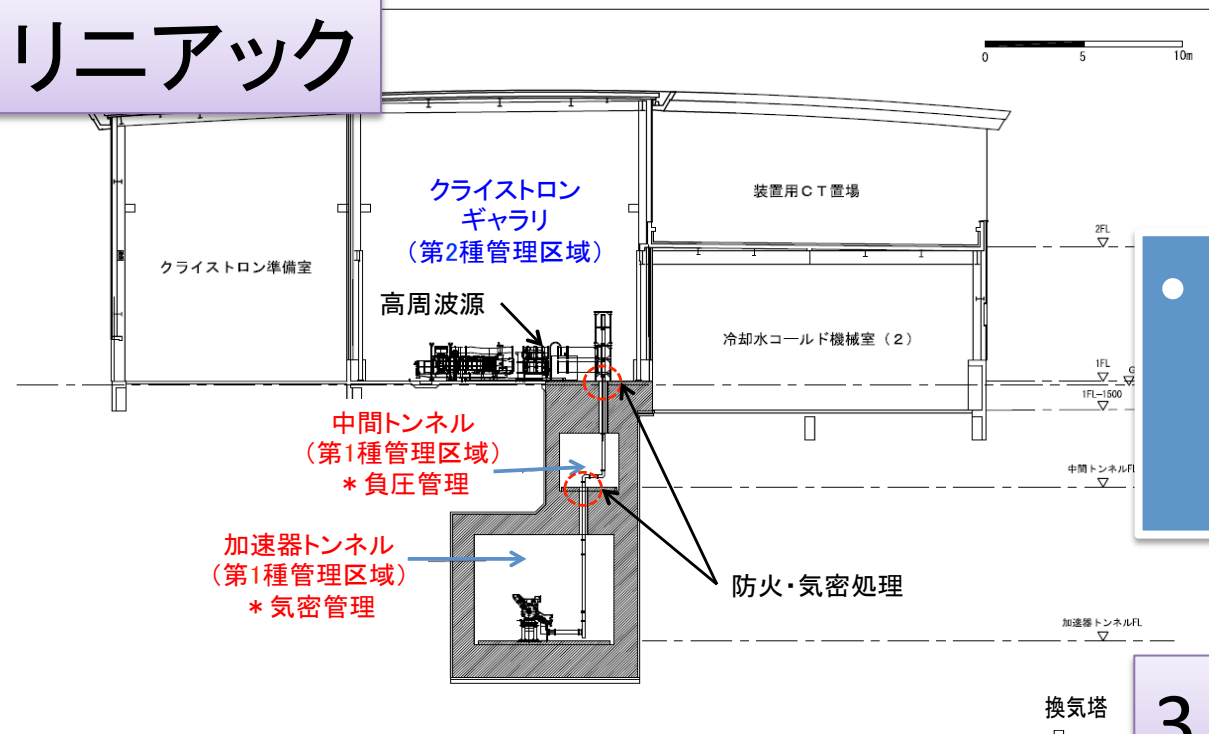 リニアック
0 5 10m
クライストロン
ギャラリ
(第2種管理区域)
装置用CT置場
2FL
クライストロン準備室
高周波源
冷却水コールド機械室(2)
1FL
G
1FL-1500
中間トンネル
(第1種管理区域)
*負圧管理
中間トンネルFL
加速器トンネル
(第1種管理区域)
*気密管理
防火・気密処理
加速器トンネルFL
換気塔
3